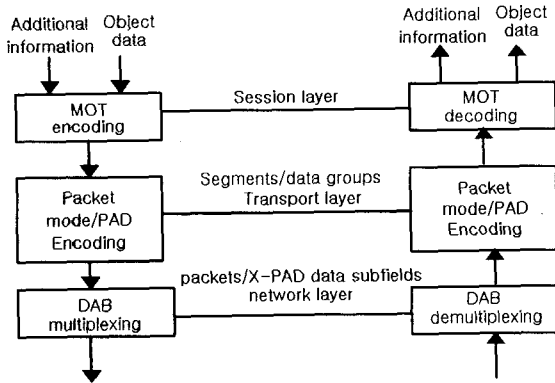 Additional
information
Object
data
Additional
information
Object
data
MOT
encoding
Session layer
MOT
decoding
Packet
mode/PAD
Encoding
Segments/data groups
Transport layer
Packet
mode/PAD
Encoding
DAB
multiplexing
packets/X-PAD data subfields
network layer
DAB
demultiplexing